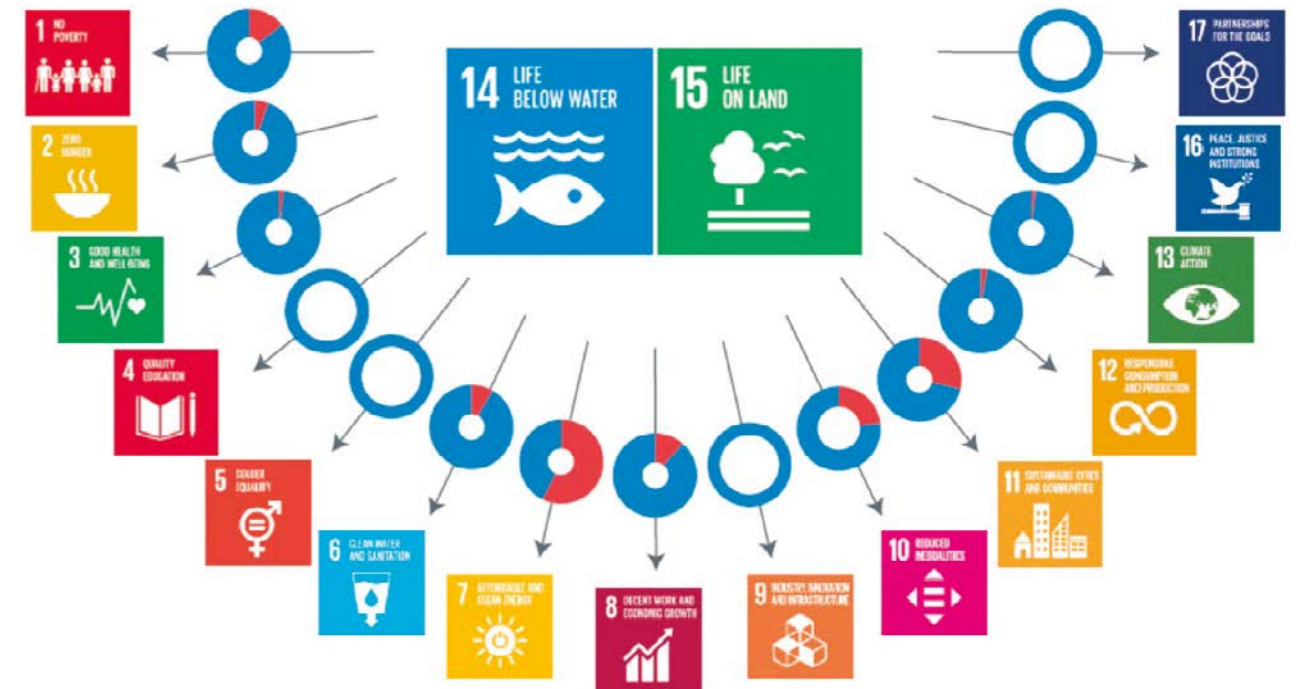 1 NO
POVERTY
2 ZERO
HUNGER
3 GOOD HEALTH
AND WELL-BEING
4 QUALITY
EDUCATION
5 GENDER
EQUALITY
6 CLEAN WATER
AND SANITATION
7 AFFORDABLE AND
CLEAN ENERGY
8 DECENT WORK AND
ECONOMIC GROWTH
9 INDUSTRY, INNOVATION
AND INFRASTRUCTURE
10 REDUCED
INEQUALITIES
11 SUSTAINABLE CITIES
AND COMMUNITIES
12 RESPONSIBLE
CONSUMPTION
AND PRODUCTION
13 CLIMATE
ACTION
14 LIFE
BELOW WATER
15 LIFE
ON LAND
16 PEACE, JUSTICE
AND STRONG
INSTITUTIONS
17 PARTNERSHIPS
FOR THE GOALS